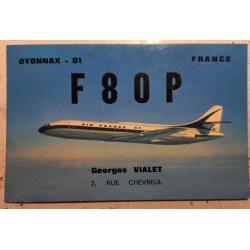 OYONNAX - 01 FRANCE
F8OP
AIR FRANCE
Georges VIALET
2, RUE CHEVREUL